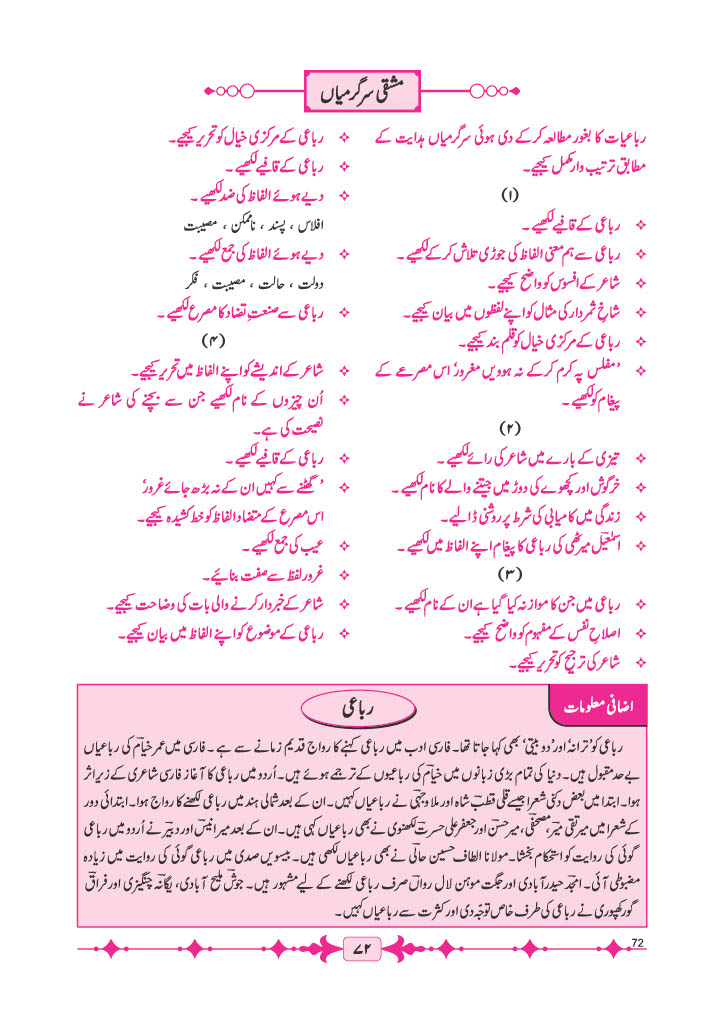 مشقی سرگرمیاں
رباعیات کا بغور مطالعہ کرکے دی ہوئی سرگرمیاں ہدایت کے
مطابق ترتیب وار مکمل کیجیے۔
(۱)
رباعی کے قافیے لکھیے۔
رباعی سے ہم معنی الفاظ کی جوڑی تلاش کرکے لکھیے۔
شاعر کے افسوس کو واضح کیجیے۔
شاخِ ثمردار کی مثال کو اپنے لفظوں میں بیان کیجیے۔
رباعی کے مرکزی خیال کو قلم بند کیجیے۔
’مفلس پہ کرم کرکے نہ ہوویں مغرور‘ اس مصرعے کے
پیغام کو لکھیے۔
(۲)
تیزی کے بارے میں شاعر کی رائے لکھیے۔
خرگوش اور کچھوے کی دوڑ میں جیتنے والے کا نام لکھیے۔
زندگی میں کامیابی کی شرط پر روشنی ڈالیے۔
اسمٰعیل میرٹھی کی رباعی کا پیغام اپنے الفاظ میں لکھیے۔
(۳)
رباعی میں جن کا موازنہ کیا گیا ہے ان کے نام لکھیے۔
اصلاحِ نفس کے مفہوم کو واضح کیجیے۔
شاعر کی ترجیح کو تحریر کیجیے۔
رباعی کے مرکزی خیال کو تحریر کیجیے۔
رباعی کے قافیے لکھیے۔
دیے ہوئے الفاظ کی ضد لکھیے۔
افلاس ، پسند ، ناممکن ، مصیبت
دیے ہوئے الفاظ کی جمع لکھیے۔
دولت ، حالت ، مصیبت ، فکر
رباعی سے صنعتِ تضاد کا مصرع لکھیے۔
(۴)
شاعر کے اندیشے کو اپنے الفاظ میں تحریر کیجیے۔
اُن چیزوں کے نام لکھیے جن سے بچنے کی شاعر نے
نصیحت کی ہے۔
رباعی کے قافیے لکھیے۔
’گھٹنے سے کہیں ان کے نہ بڑھ جائے غرور‘
اس مصرع کے متضاد الفاظ کو خط کشیدہ کیجیے۔
عیب کی جمع لکھیے۔
غرور لفظ سے صفت بنائیے۔
شاعر کے خبردار کرنے والی بات کی وضاحت کیجیے۔
رباعی کے موضوع کو اپنے الفاظ میں بیان کیجیے۔
اضافی معلومات
رباعی
رباعی کو ’ترانہ‘ اور ’دو بیتی‘ بھی کہا جاتا تھا۔ فارسی ادب میں رباعی کہنے کا رواج قدیم زمانے سے ہے۔ فارسی میں عمر خیامؔ کی رباعیاں
بے حد مقبول ہیں۔ دنیا کی تمام بڑی زبانوں میں خیامؔ کی رباعیوں کے ترجمے ہوئے ہیں۔ اُردو میں رباعی کا آغاز فارسی شاعری کے زیرِ اثر
ہوا۔ ابتدا میں بعض دکنی شعرا جیسے قلی قطب شاہ اور ملا وجہیؔ نے رباعیاں کہیں۔ ان کے بعد شمالی ہند میں رباعی لکھنے کا رواج ہوا۔ ابتدائی دور
کے شعرا میں میر تقی میرؔ، مصحفیؔ، میر حسنؔ اور جعفر علی حسرتؔ لکھنوی نے بھی رباعیاں کہی ہیں۔ ان کے بعد میر انیسؔ اور دبیرؔ نے اُردو میں رباعی
گوئی کی روایت کو استحکام بخشا۔ مولانا الطاف حسین حالیؔ نے بھی رباعیاں لکھی ہیں۔ بیسویں صدی میں رباعی گوئی کی روایت میں زیادہ
مضبوطی آئی۔ امجدؔ حیدرآبادی اور جگت موہن لال رواںؔ صرف رباعی لکھنے کے لیے مشہور ہیں۔ جوشؔ ملیح آبادی، یگانہؔ چنگیزی اور فراقؔ
گورکھپوری نے رباعی کی طرف خاص توجہ دی اور کثرت سے رباعیاں کہیں۔
72
۷۲